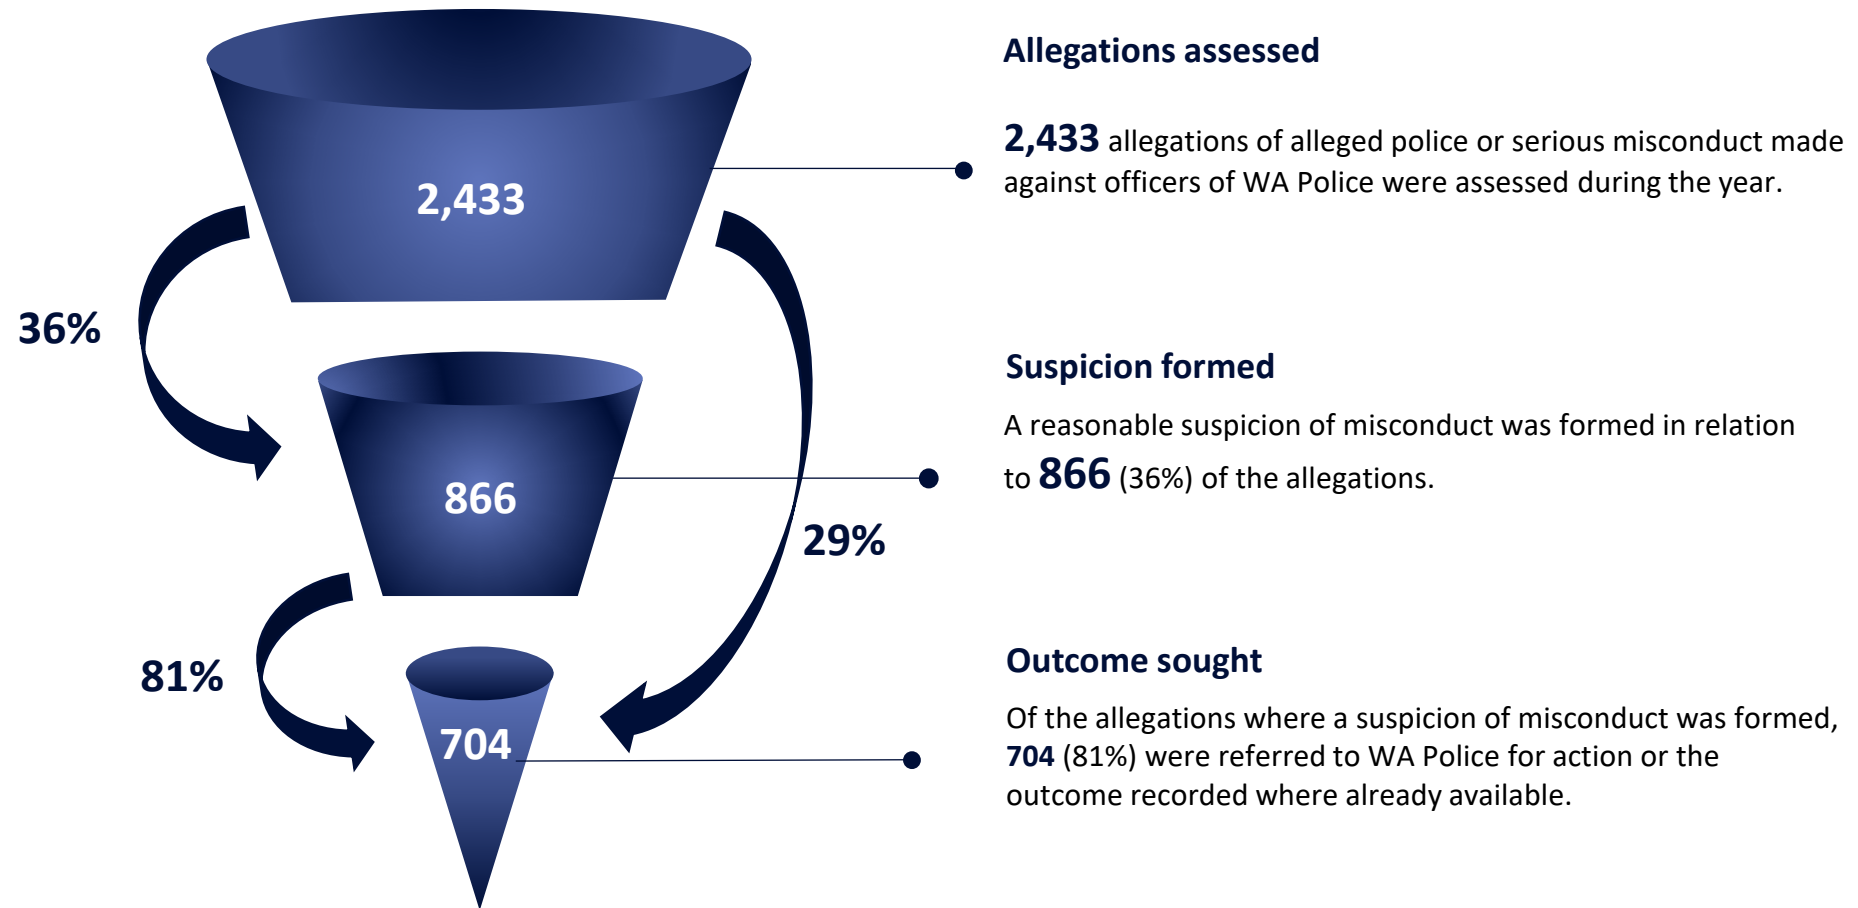 Allegations assessed
2,433 allegations of alleged police or serious misconduct made
against officers of WA Police were assessed during the year.
2,433
36%
Suspicion formed
A reasonable suspicion of misconduct was formed in relation
to 866 (36%) of the allegations.
866
29%
81%
Outcome sought
Of the allegations where a suspicion of misconduct was formed,
704 (81%) were referred to WA Police for action or the
outcome recorded where already available.
704